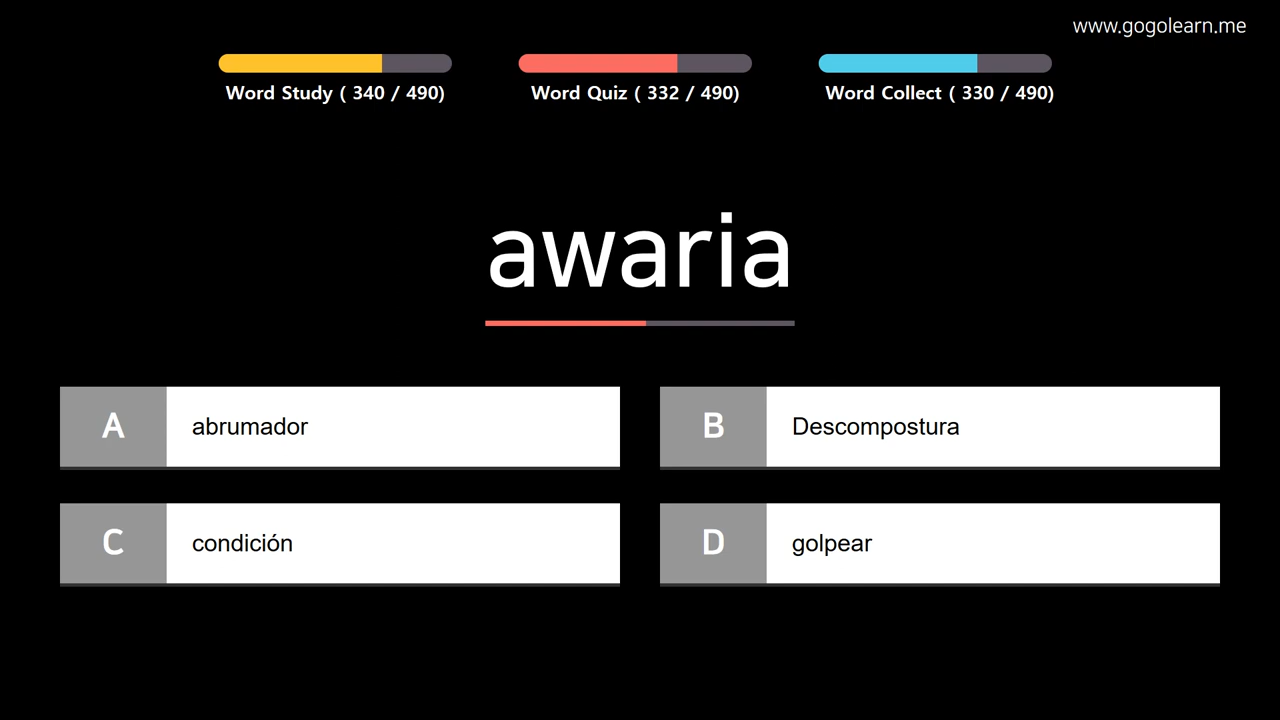 www.gogolearn.me
Word Study ( 340 / 490)
Word Quiz ( 332 / 490)
Word Collect ( 330 / 490)
awaria
A abrumador
B Descompostura
C condición
D golpear